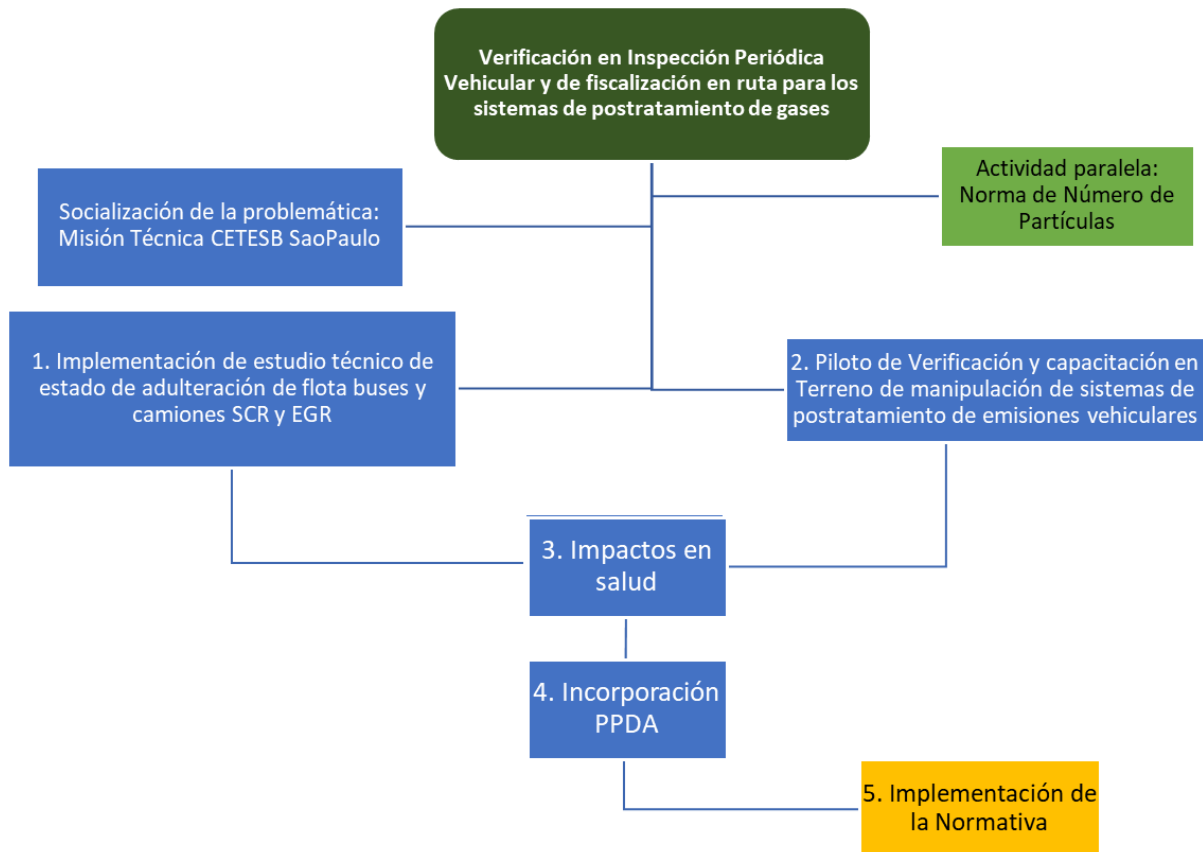 Verificación en Inspección Periódica
Vehicular y de fiscalización en ruta para los
sistemas de postratamiento de gases
Socialización de la problemática:
Misión Técnica CETESB SaoPaulo
Actividad paralela:
Norma de Número de
Partículas
1. Implementación de estudio técnico de
estado de adulteración de flota buses y
camiones SCR y EGR
2. Piloto de Verificación y capacitación en
Terreno de manipulación de sistemas de
postratamiento de emisiones vehiculares
3. Impactos en
salud
4. Incorporación
PPDA
5. Implementación de
la Normativa